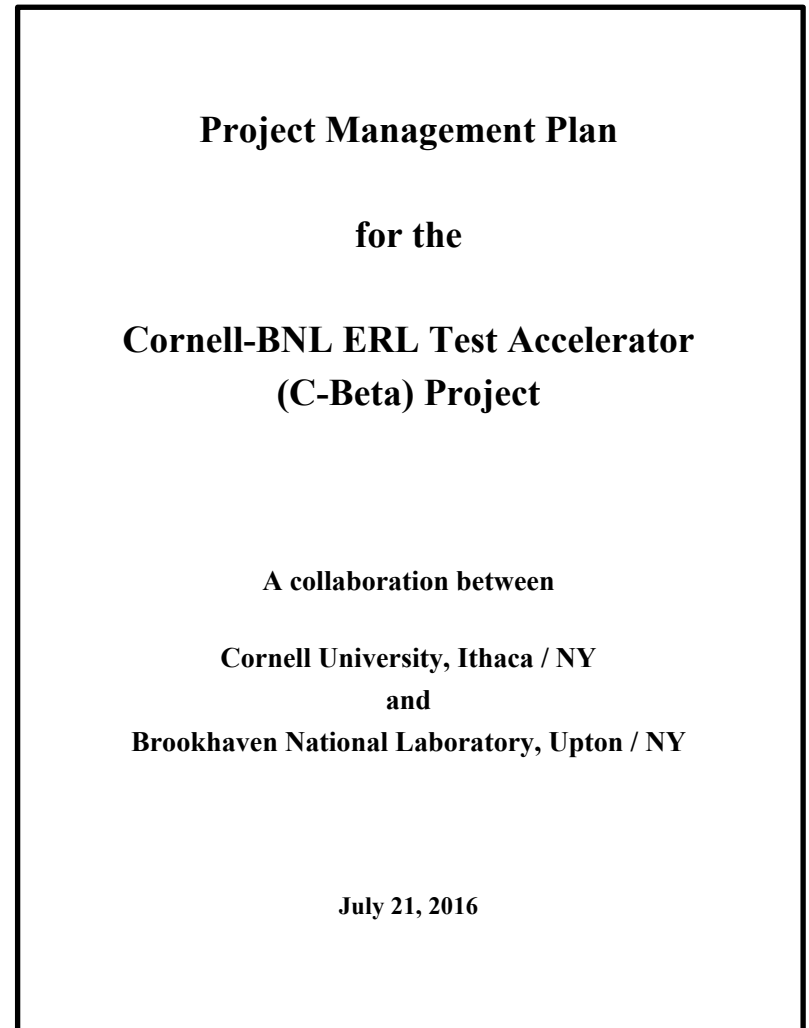 Project Management Plan
for the
Cornell-BNL ERL Test Accelerator
(C-Beta) Project
A collaboration between
Cornell University, Ithaca / NY
and
Brookhaven National Laboratory, Upton / NY
July 21, 2016